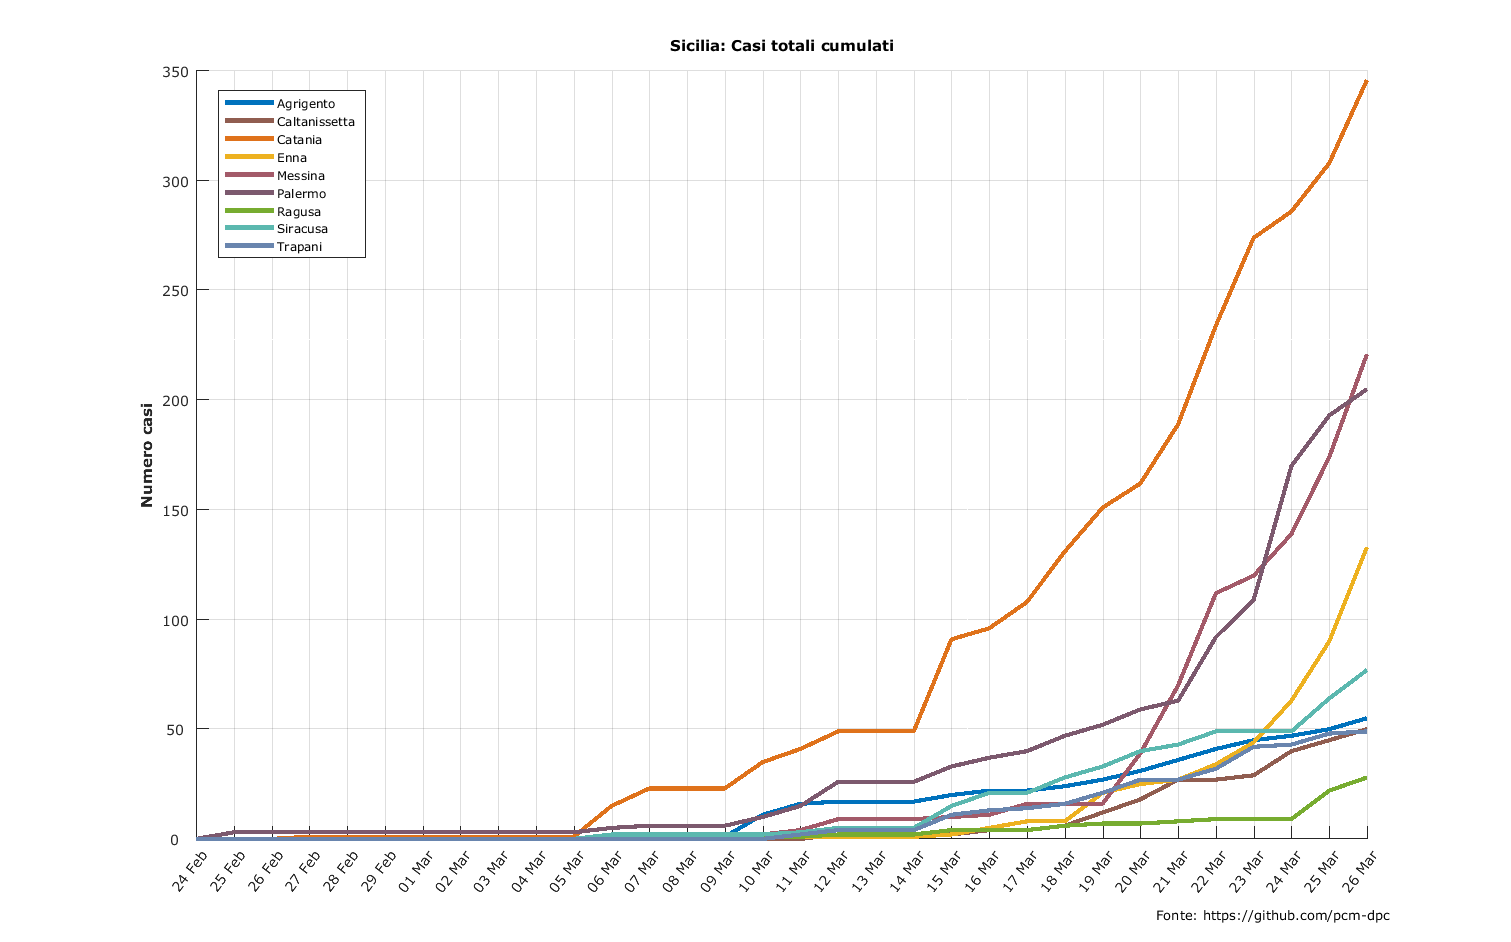 Sicilia: Casi totali cumulati
350
300
250
200
150
100
50
0
Numero casi
Agrigento
Caltanissetta
Catania
Enna
Messina
Palermo
Ragusa
Siracusa
Trapani
24 Feb
25 Feb
26 Feb
27 Feb
28 Feb
29 Feb
01 Mar
02 Mar
03 Mar
04 Mar
05 Mar
06 Mar
07 Mar
08 Mar
09 Mar
10 Mar
11 Mar
12 Mar
13 Mar
14 Mar
15 Mar
16 Mar
17 Mar
18 Mar
19 Mar
20 Mar
21 Mar
22 Mar
23 Mar
24 Mar
25 Mar
26 Mar
Fonte: https://github.com/pcm-dpc